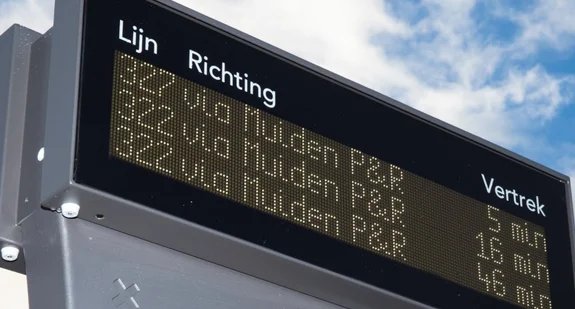 Lijn Richting Vertrek
327 via Muiden P&R 5 min
322 via Muiden P&R 16 min
322 via Muiden P&R 46 min